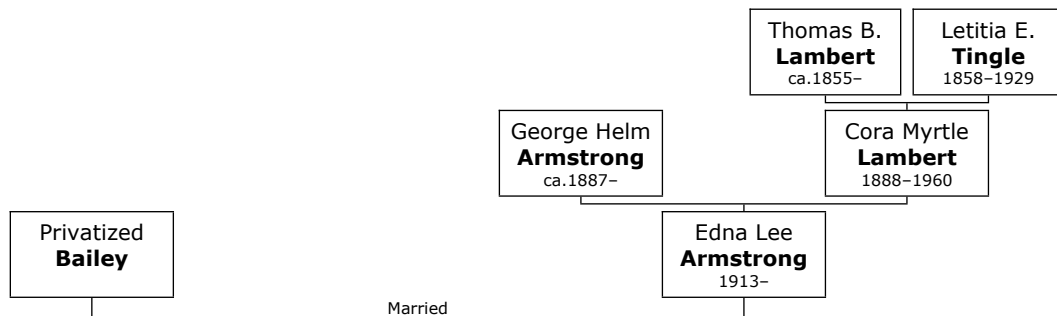 Thomas B.
Lambert
ca.1855–
Letitia E.
Tingle
1858–1929
George Helm
Armstrong
ca.1887–
Cora Myrtle
Lambert
1888–1960
Privatized
Bailey
Edna Lee
Armstrong
1913–
Married